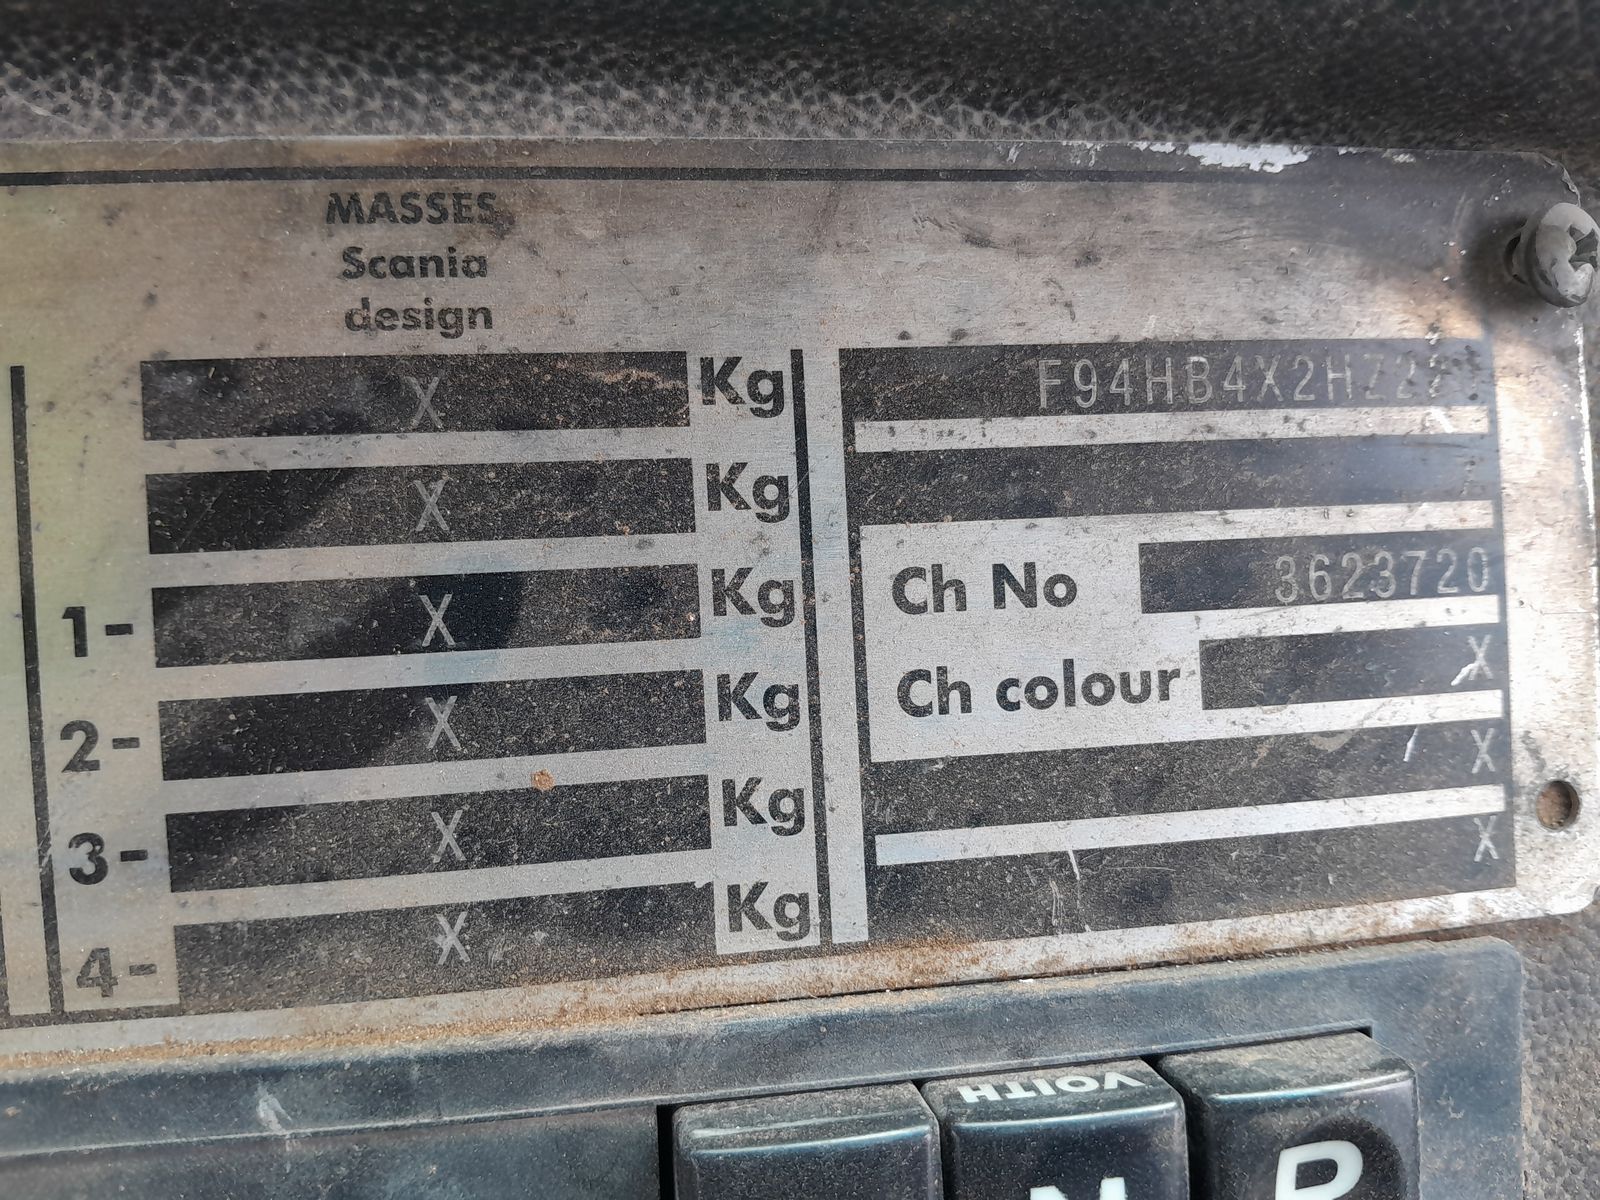 MASSES
Scania
design
X Kg
X Kg
1- X Kg
2- X Kg
3- X Kg
4- X Kg
Ch No 3623720
Ch colour X
X
X
VOITH
N
R